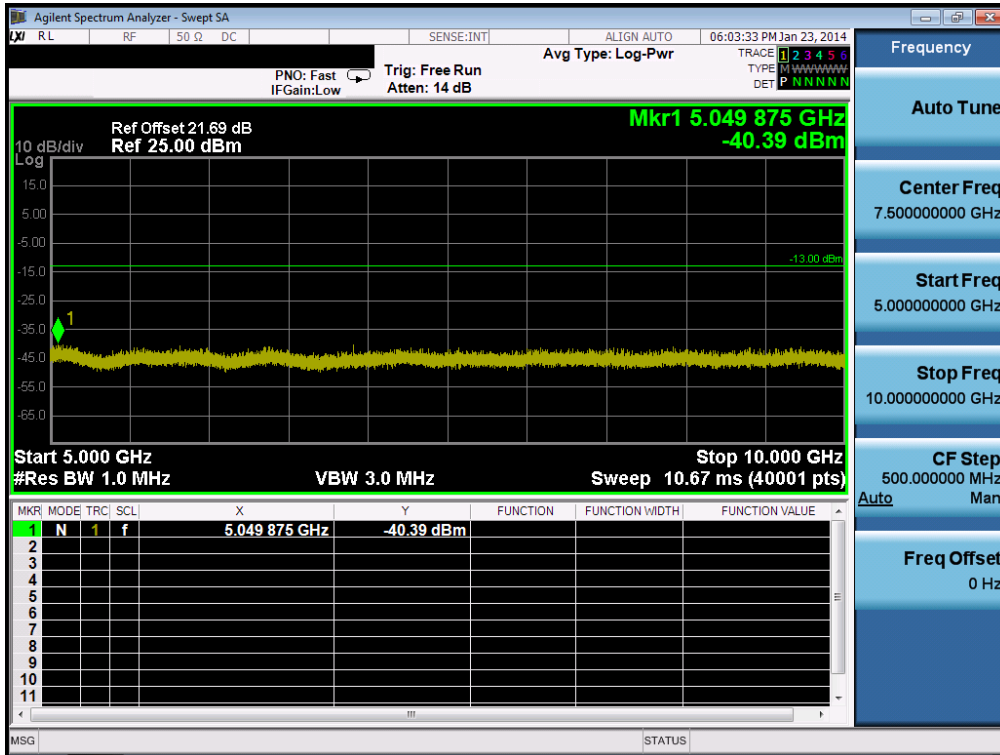 Agilent Spectrum Analyzer - Swept SA
LXI RL RF 50 Ω DC SENSE:INT ALIGN AUTO 06:03:33 PM Jan 23, 2014
PNO: Fast
IFGain:Low
Trig: Free Run
Atten: 14 dB
Avg Type: Log-Pwr
TRACE 1 2 3 4 5 6
TYPE M WWWWW
DET P N N N N N
Mkr1 5.049 875 GHz
-40.39 dBm
Ref Offset 21.69 dB
10 dB/div Ref 25.00 dBm
Log
15.0
5.00
-5.00
-13.00 dBm
-15.0
-25.0
1
-35.0
-45.0
-55.0
-65.0
Start 5.000 GHz Stop 10.000 GHz
#Res BW 1.0 MHz VBW 3.0 MHz Sweep 10.67 ms (40001 pts)
MKR MODE TRC SCL X Y FUNCTION FUNCTION WIDTH FUNCTION VALUE
1 N 1 f 5.049 875 GHz -40.39 dBm
2
3
4
5
6
7
8
9
10
11
MSG STATUS
Frequency
Auto Tune
Center Freq
7.500000000 GHz
Start Freq
5.000000000 GHz
Stop Freq
10.000000000 GHz
CF Step
500.000000 MHz
Auto Man
Freq Offset
0 Hz